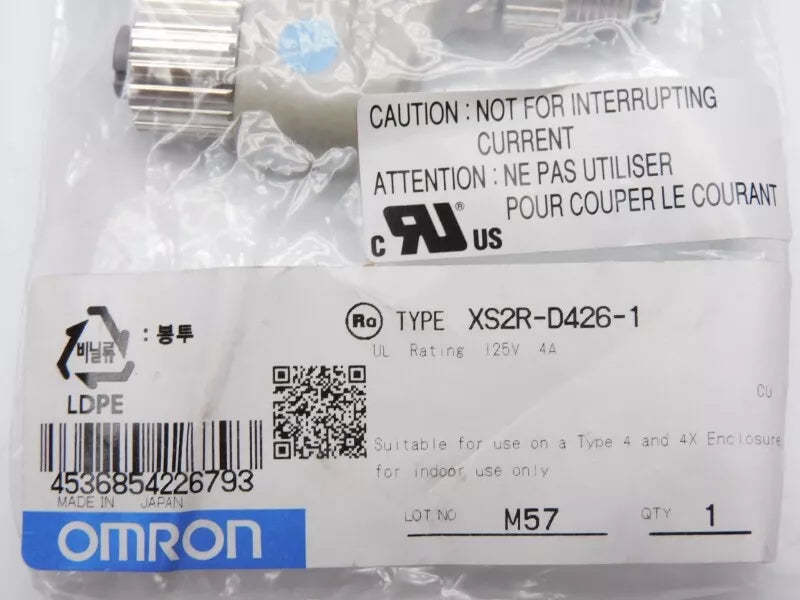 CAUTION : NOT FOR INTERRUPTING
CURRENT
ATTENTION : NE PAS UTILISER
POUR COUPER LE COURANT
C RU ® US
Ro TYPE XS2R-D426-1
UL Rating 125V 4A
비닐류 : 봉투
LDPE
CU
Suitable for use on a Type 4 and 4X Enclosure
for indoor use only
4536854226793
MADE IN JAPAN
LOT NO M57 QTY 1
OMRON